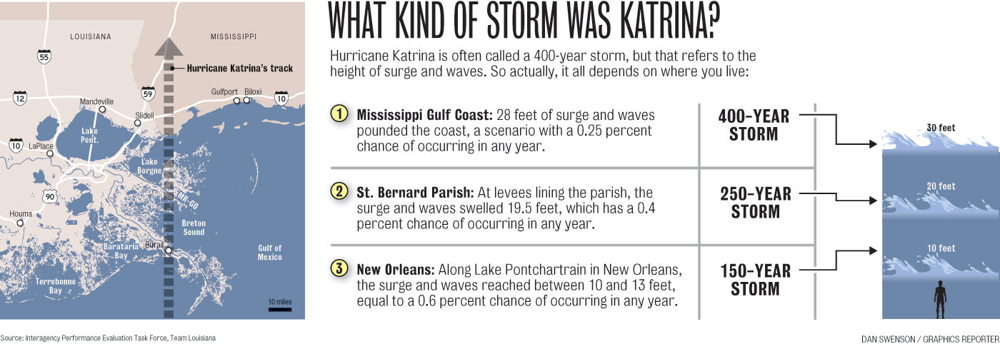 WHAT KIND OF STORM WAS KATRINA?
Hurricane Katrina is often called a 400-year storm, but that refers to the
height of surge and waves. So actually, it all depends on where you live:
LOUISIANA
MISSISSIPPI
55
Hurricane Katrina's track
59
12
Gulfport
Biloxi
10
Mandeville
Slidell
Lake
Pont.
10
LaPlace
Lake
Borgne
90
MR-GO
Houma
Breton
Sound
Buras
Barataria
Bay
Gulf of
Mexico
Terrebonne
Bay
10 miles
1
Mississippi Gulf Coast: 28 feet of surge and waves
pounded the coast, a scenario with a 0.25 percent
chance of occurring in any year.
400-YEAR
STORM
2
St. Bernard Parish: At levees lining the parish, the
surge and waves swelled 19.5 feet, which has a 0.4
percent chance of occurring in any year.
250-YEAR
STORM
3
New Orleans: Along Lake Pontchartrain in New Orleans,
the surge and waves reached between 10 and 13 feet,
equal to a 0.6 percent chance of occurring in any year.
150-YEAR
STORM
30 feet
20 feet
10 feet
Source: Interagency Performance Evaluation Task Force, Team Louisiana
DAN SWENSON / GRAPHICS REPORTER